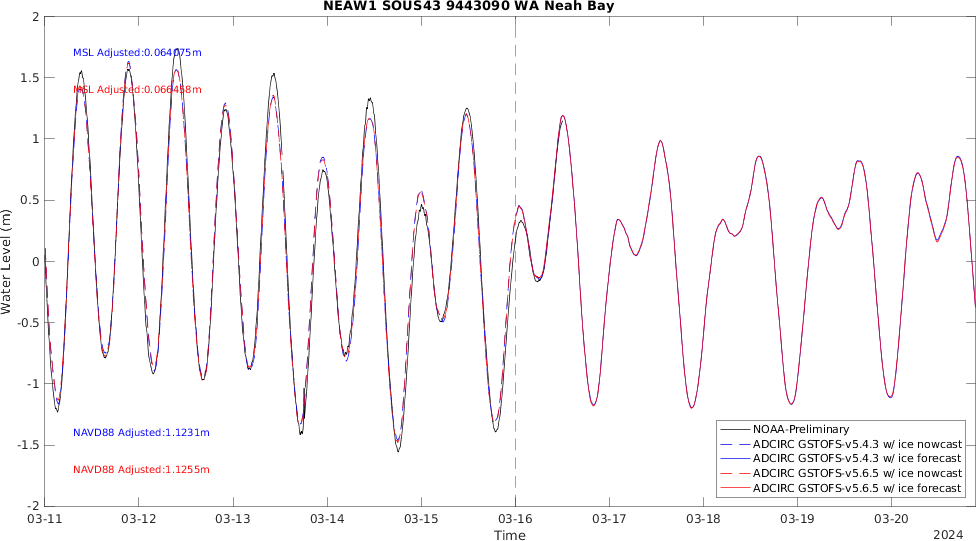 NEAW1 SOUS43 9443090 WA Neah Bay
MSL Adjusted:0.064075m
MSL Adjusted:0.066458m
NAVD88 Adjusted:1.1231m
NAVD88 Adjusted:1.1255m
Water Level (m)
2
1.5
1
0.5
0
-0.5
-1
-1.5
-2
NOAA-Preliminary
ADCIRC GSTOFS-v5.4.3 w/ ice nowcast
ADCIRC GSTOFS-v5.4.3 w/ ice forecast
ADCIRC GSTOFS-v5.6.5 w/ ice nowcast
ADCIRC GSTOFS-v5.6.5 w/ ice forecast
03-11 03-12 03-13 03-14 03-15 03-16 03-17 03-18 03-19 03-20
Time
2024